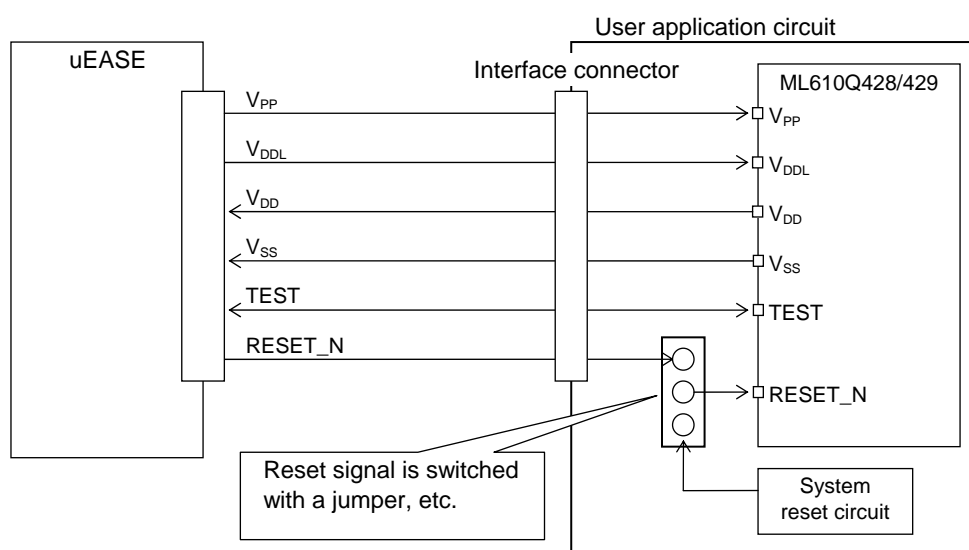 User application circuit
uEASE
Interface connector
ML610Q428/429
VPP
VPP
VDDL
VDDL
VDD
VDD
VSS
VSS
TEST
TEST
RESET_N
RESET_N
Reset signal is switched
with a jumper, etc.
System
reset circuit